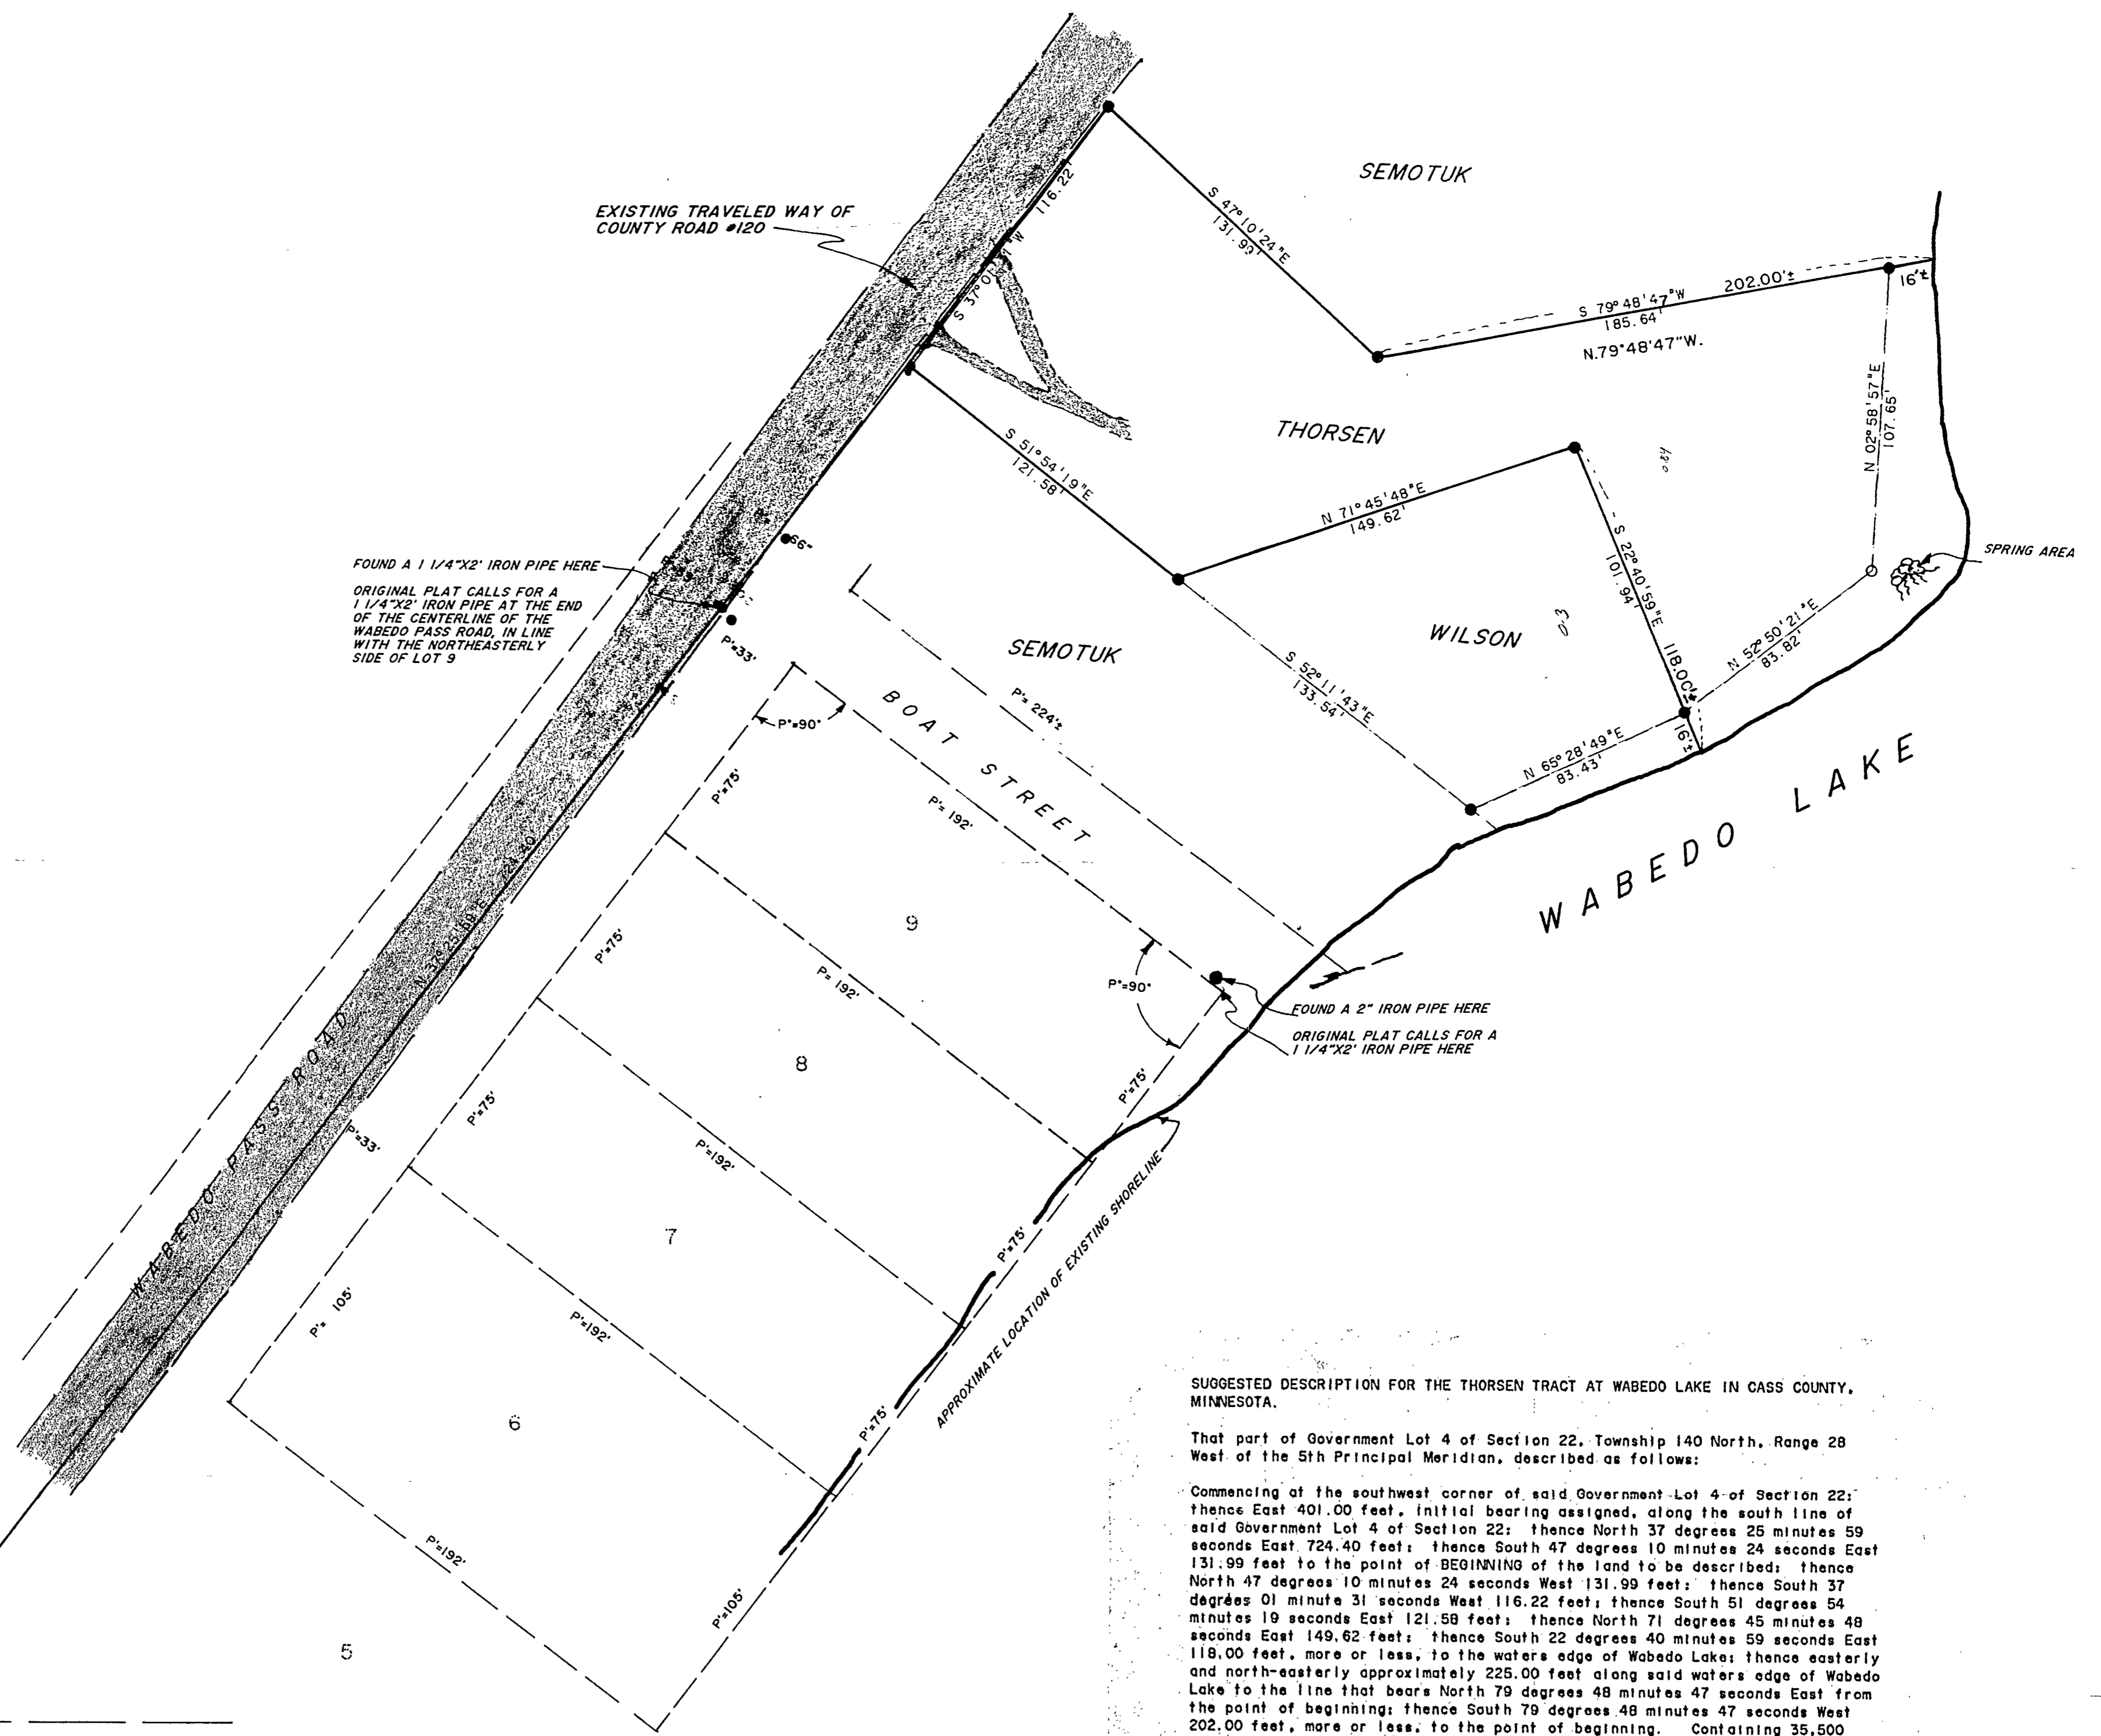 SEMOTUK
EXISTING TRAVELED WAY OF
COUNTY ROAD #120
116.22'
S 47°10'24"E
131.99'
S 79°48'47"W
202.00'±
185.64'
N.79°48'47"W.
16'±
S 37°01' "W
THORSEN
N 02°58'57"E
107.65'
0.84
S 51°54'19"E
121.58'
N 71°45'48"E
149.62'
S 22°40'59"E
101.94'
118.00'±
16'±
SPRING AREA
FOUND A 1 1/4"X2' IRON PIPE HERE
ORIGINAL PLAT CALLS FOR A
1 1/4"X2' IRON PIPE AT THE END
OF THE CENTERLINE OF THE
WABEDO PASS ROAD, IN LINE
WITH THE NORTHEASTERLY
SIDE OF LOT 9
66'
P'=33'
SEMOTUK
WILSON
0.3
N 52°50'21"E
83.82'
S 52°11'43"E
133.54'
N 65°28'49"E
83.43'
P'=90°
BOAT STREET
P'=224'±
P'=192'
WABEDO LAKE
P'=75'
9
P'=75'
P=192'
P'=90°
FOUND A 2" IRON PIPE HERE
ORIGINAL PLAT CALLS FOR A
1 1/4"X2' IRON PIPE HERE
724.40'
WABEDO PASS ROAD
P'=33'
P'=75'
8
P'=75'
P'=192'
7
P'=75'
APPROXIMATE LOCATION OF EXISTING SHORELINE
P'= 105'
P'=192'
6
P'=75'
P'=192'
P'=105'
5
SUGGESTED DESCRIPTION FOR THE THORSEN TRACT AT WABEDO LAKE IN CASS COUNTY,
MINNESOTA.
That part of Government Lot 4 of Section 22, Township 140 North, Range 28
West of the 5th Principal Meridian, described as follows:
Commencing at the southwest corner of said Government Lot 4 of Section 22;
thence East 401.00 feet, initial bearing assigned, along the south line of
said Government Lot 4 of Section 22; thence North 37 degrees 25 minutes 59
seconds East 724.40 feet; thence South 47 degrees 10 minutes 24 seconds East
131.99 feet to the point of BEGINNING of the land to be described; thence
North 47 degrees 10 minutes 24 seconds West 131.99 feet; thence South 37
degrees 01 minute 31 seconds West 116.22 feet; thence South 51 degrees 54
minutes 19 seconds East 121.58 feet; thence North 71 degrees 45 minutes 48
seconds East 149.62 feet; thence South 22 degrees 40 minutes 59 seconds East
118.00 feet, more or less, to the waters edge of Wabedo Lake; thence easterly
and north-easterly approximately 225.00 feet along said waters edge of Wabedo
Lake to the line that bears North 79 degrees 48 minutes 47 seconds East from
the point of beginning; thence South 79 degrees 48 minutes 47 seconds West
202.00 feet, more or less, to the point of beginning. Containing 35,500